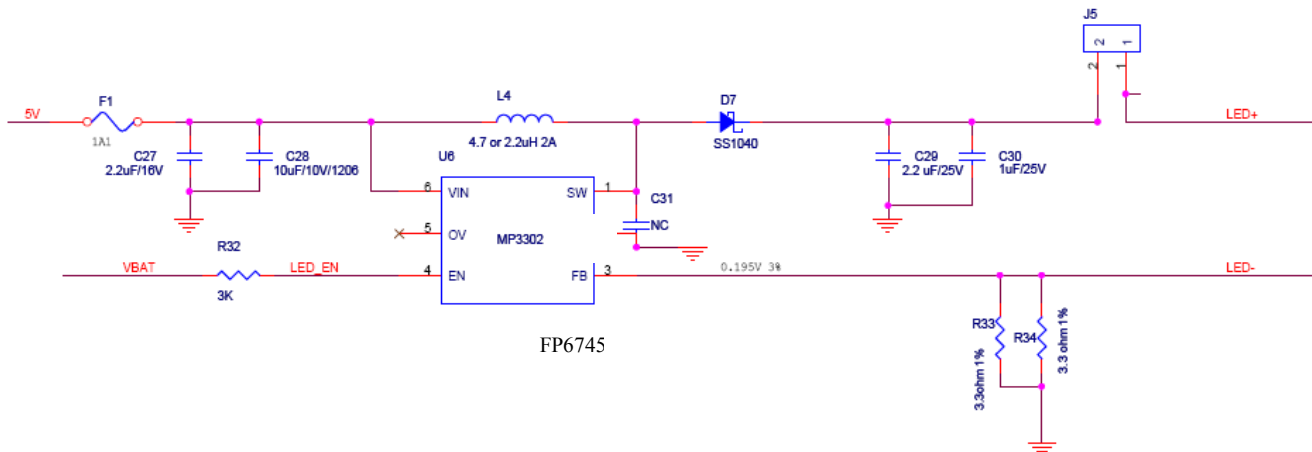 J5
2
1
2
1
5V
F1
1A1
L4
4.7 or 2.2uH 2A
D7
SS1040
LED+
C27
2.2uF/16V
C28
10uF/10V/1206
C29
2.2 uF/25V
C30
1uF/25V
U6
6
VIN
SW
1
C31
NC
5
OV
MP3302
R32
VBAT
LED_EN
3K
4
EN
FB
3
0.195V 3%
LED-
FP6745
R33
3.3ohm 1%
R34
3.3 ohm 1%